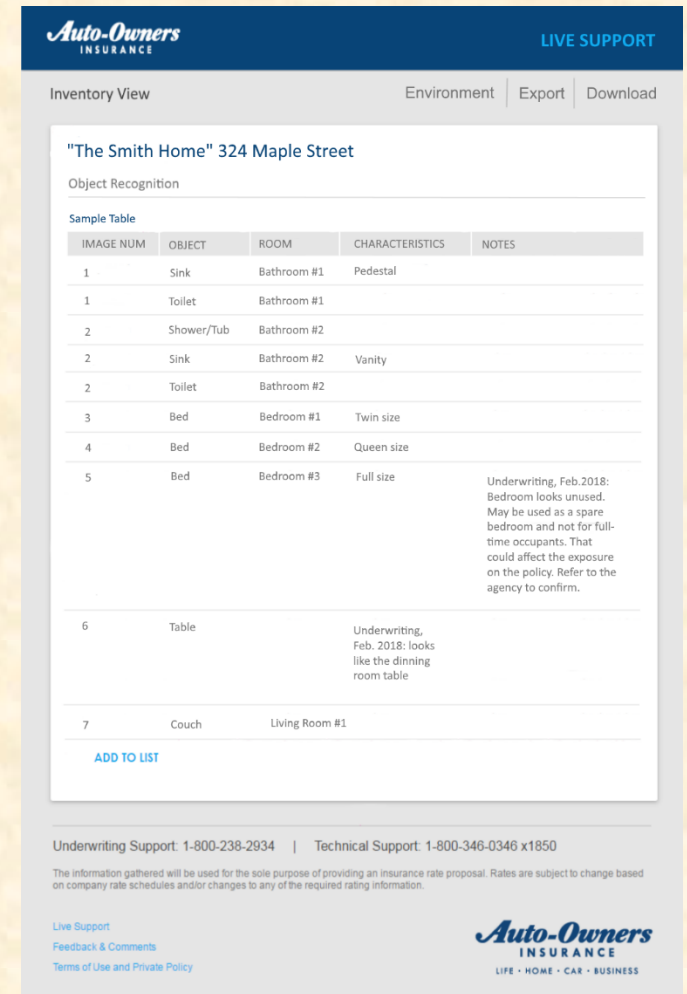 Auto-Owners
INSURANCE
LIVE SUPPORT
Inventory View
Environment | Export | Download
"The Smith Home" 324 Maple Street
Object Recognition
Sample Table
IMAGE NUM OBJECT ROOM CHARACTERISTICS NOTES
1 Sink Bathroom #1 Pedestal
1 Toilet Bathroom #1
2 Shower/Tub Bathroom #2
2 Sink Bathroom #2 Vanity
2 Toilet Bathroom #2
3 Bed Bedroom #1 Twin size
4 Bed Bedroom #2 Queen size
5 Bed Bedroom #3 Full size
Underwriting, Feb.2018:
Bedroom looks unused.
May be used as a spare
bedroom and not for full-
time occupants. That
could affect the exposure
on the policy. Refer to the
agency to confirm.
6 Table
Underwriting,
Feb. 2018: looks
like the dinning
room table
7 Couch Living Room #1
ADD TO LIST
Underwriting Support: 1-800-238-2934 | Technical Support: 1-800-346-0346 x1850
The information gathered will be used for the sole purpose of providing an insurance rate proposal. Rates are subject to change based
on company rate schedules and/or changes to any of the required rating information.
Live Support
Feedback & Comments
Terms of Use and Private Policy
Auto-Owners
INSURANCE
LIFE • HOME • CAR • BUSINESS